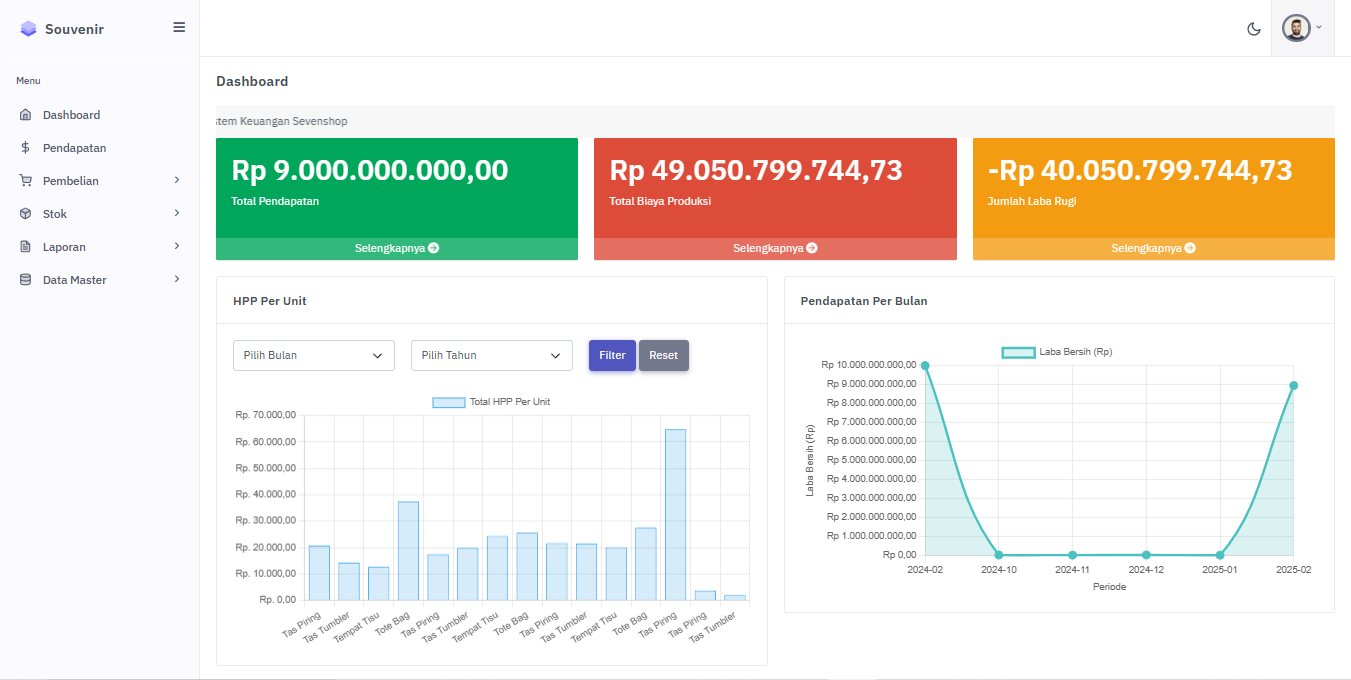 Souvenir
Menu
Dashboard
Pendapatan
Pembelian
Stok
Laporan
Data Master
Dashboard
stem Keuangan Sevenshop
Rp 9.000.000.000,00
Total Pendapatan
Selengkapnya
Rp 49.050.799.744,73
Total Biaya Produksi
Selengkapnya
-Rp 40.050.799.744,73
Jumlah Laba Rugi
Selengkapnya
HPP Per Unit
Pilih Bulan
Pilih Tahun
Filter
Reset
Total HPP Per Unit
Rp. 70.000,00
Rp. 60.000,00
Rp. 50.000,00
Rp. 40.000,00
Rp. 30.000,00
Rp. 20.000,00
Rp. 10.000,00
Rp. 0,00
Tas Piring
Tas Tumbler
Tempat Tisu
Tote Bag
Tas Piring
Tas Tumbler
Tempat Tisu
Tote Bag
Tas Piring
Tas Tumbler
Tempat Tisu
Tote Bag
Tas Piring
Tas Piring
Tas Tumbler
Pendapatan Per Bulan
Laba Bersih (Rp)
Laba Bersih (Rp)
Rp 10.000.000.000,00
Rp 9.000.000.000,00
Rp 8.000.000.000,00
Rp 7.000.000.000,00
Rp 6.000.000.000,00
Rp 5.000.000.000,00
Rp 4.000.000.000,00
Rp 3.000.000.000,00
Rp 2.000.000.000,00
Rp 1.000.000.000,00
Rp 0,00
2024-02
2024-10
2024-11
2024-12
2025-01
2025-02
Periode